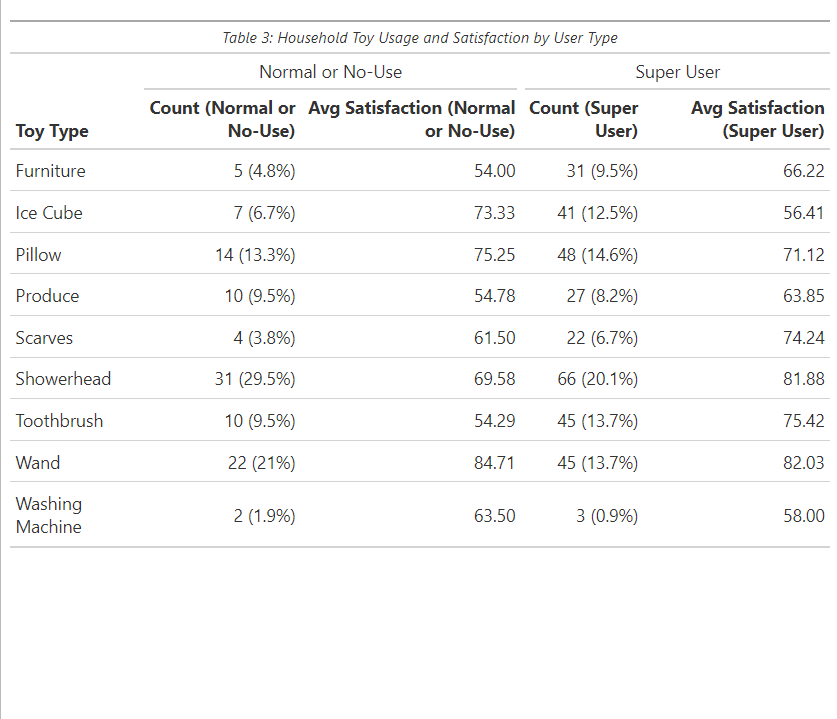 Table 3: Household Toy Usage and Satisfaction by User Type
Normal or No-Use Super User
Toy Type Count (Normal or No-Use) Avg Satisfaction (Normal or No-Use) Count (Super User) Avg Satisfaction (Super User)
Furniture 5 (4.8%) 54.00 31 (9.5%) 66.22
Ice Cube 7 (6.7%) 73.33 41 (12.5%) 56.41
Pillow 14 (13.3%) 75.25 48 (14.6%) 71.12
Produce 10 (9.5%) 54.78 27 (8.2%) 63.85
Scarves 4 (3.8%) 61.50 22 (6.7%) 74.24
Showerhead 31 (29.5%) 69.58 66 (20.1%) 81.88
Toothbrush 10 (9.5%) 54.29 45 (13.7%) 75.42
Wand 22 (21%) 84.71 45 (13.7%) 82.03
Washing Machine 2 (1.9%) 63.50 3 (0.9%) 58.00